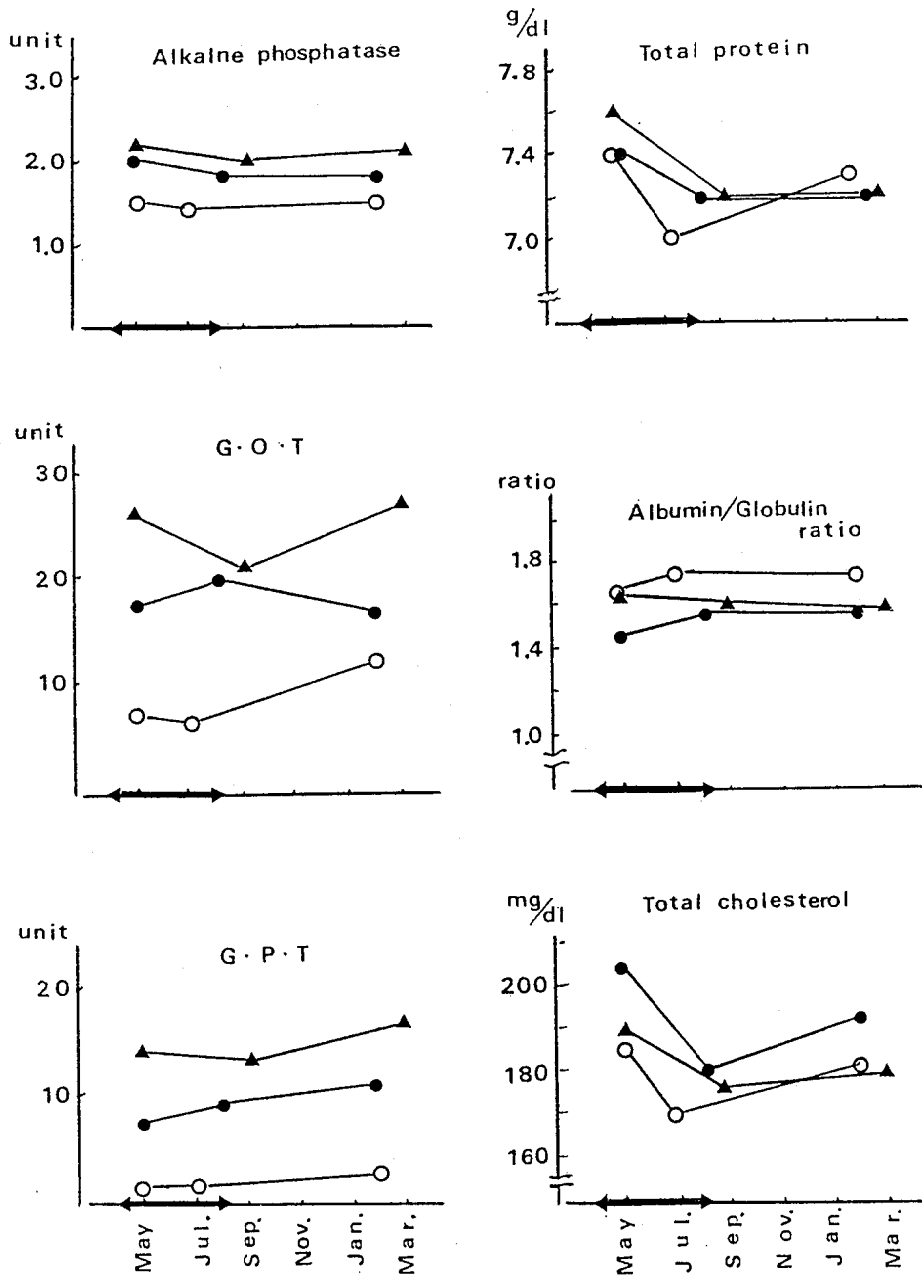 unit
Alkalne phosphatase
3.0
2.0
1.0
g/dl
Total protein
7.8
7.4
7.0
unit
G·O·T
30
20
10
ratio
Albumin/Globulin
ratio
1.8
1.4
1.0
unit
G·P·T
20
10
May
Jul.
Sep.
Nov.
Jan.
Mar.
mg/dl
Total cholesterol
200
180
160
May
Jul.
Sep.
Nov.
Jan.
Mar.